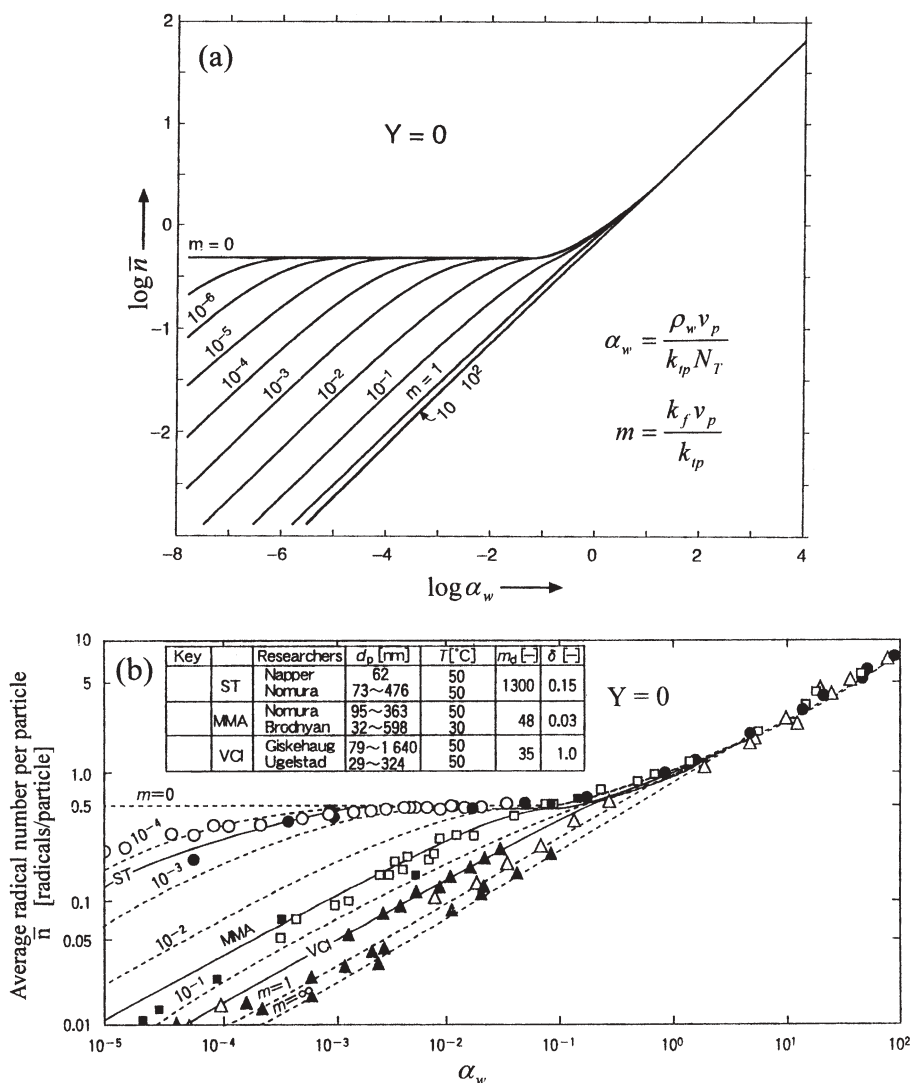 (a)
Y = 0
m = 0
10⁻⁶
10⁻⁵
10⁻⁴
10⁻³
10⁻²
10⁻¹
m = 1
10
10²
α_w = ρ_w v_p / k_tp N_T
m = k_f v_p / k_tp
2
1
0
-1
-2
log n̄
-8 -6 -4 -2 0 2 4
log α_w
(b)
Key Researchers d_p [nm] T[°C] m_d [-] δ [-]
ST Napper 62 50 1300 0.15
Nomura 73~476 50
MMA Nomura 95~363 50 48 0.03
Brodnyan 32~598 30
VCl Giskehaug 79~1 640 50 35 1.0
Ugelstad 29~324 50
Y = 0
m=0
10⁻⁴
ST
10⁻³
10⁻²
MMA
10⁻¹
VCl
m=1
m=∞
10
5
1.0
0.5
0.1
0.05
0.01
Average radical number per particle
n̄ [radicals/particle]
10⁻⁵ 10⁻⁴ 10⁻³ 10⁻² 10⁻¹ 10⁰ 10¹ 10²
α_w